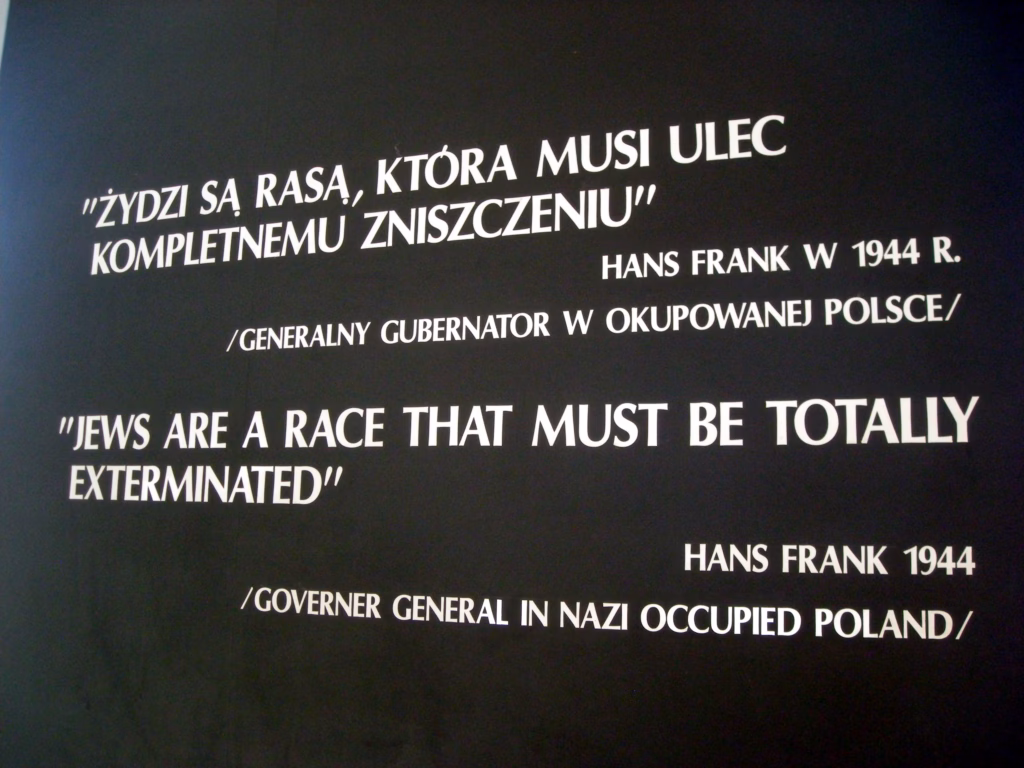 "ŻYDZI SĄ RASĄ, KTÓRA MUSI ULEC
KOMPLETNEMU ZNISZCZENIU"
HANS FRANK W 1944 R.
/GENERALNY GUBERNATOR W OKUPOWANEJ POLSCE/
"JEWS ARE A RACE THAT MUST BE TOTALLY
EXTERMINATED"
HANS FRANK 1944
/GOVERNER GENERAL IN NAZI OCCUPIED POLAND/